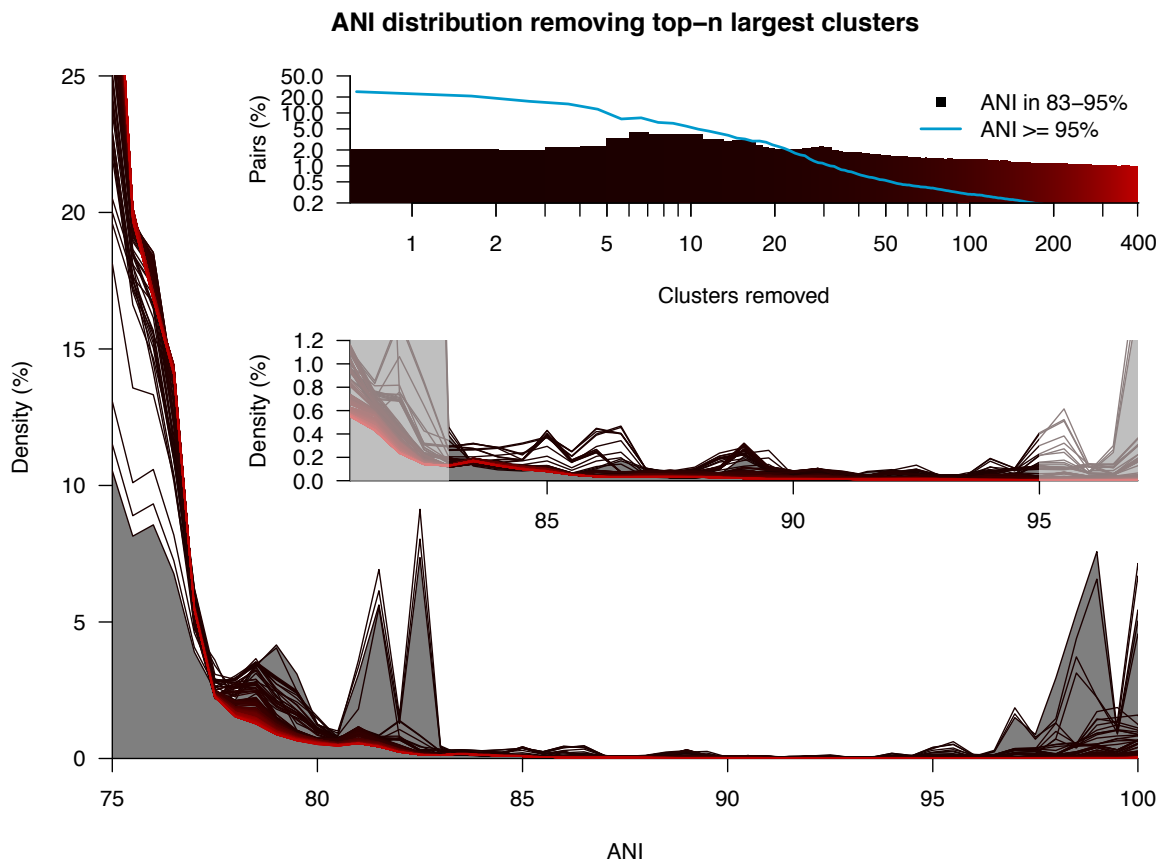 ANI distribution removing top−n largest clusters
25
20
15
10
5
0
Density (%)
75 80 85 90 95 100
ANI
50.0
20.0
10.0
5.0
2.0
1.0
0.5
0.2
Pairs (%)
ANI in 83−95%
ANI >= 95%
1 2 5 10 20 50 100 200 400
Clusters removed
1.2
1.0
0.8
0.6
0.4
0.2
0.0
Density (%)
85 90 95